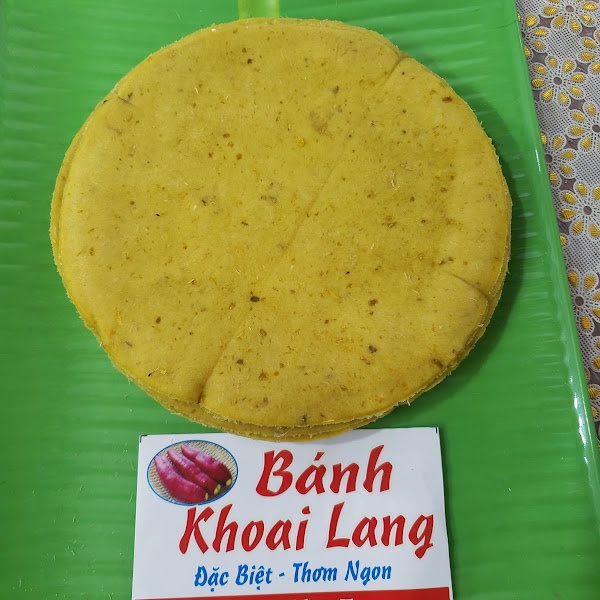 Bánh
Khoai Lang
Đặc Biệt - Thơm Ngon